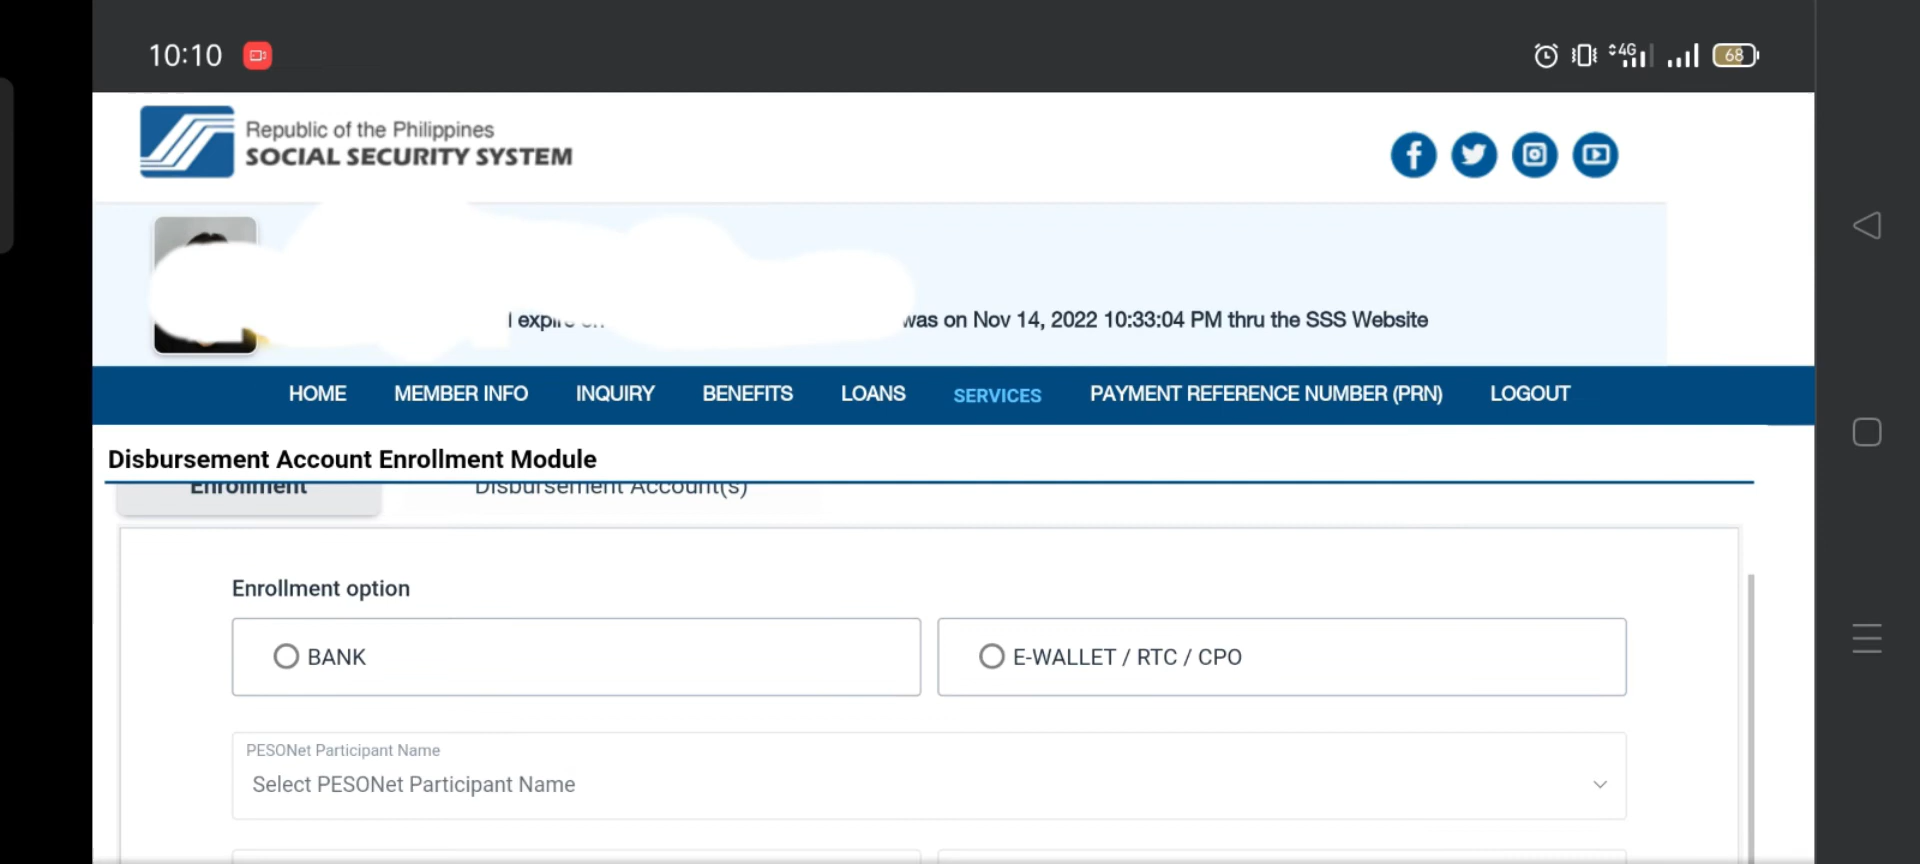 10:10
4G
68
Republic of the Philippines
SOCIAL SECURITY SYSTEM
was on Nov 14, 2022 10:33:04 PM thru the SSS Website
HOME MEMBER INFO INQUIRY BENEFITS LOANS SERVICES PAYMENT REFERENCE NUMBER (PRN) LOGOUT
Disbursement Account Enrollment Module
Enrollment Disbursement Account(s)
Enrollment option
BANK E-WALLET / RTC / CPO
PESONet Participant Name
Select PESONet Participant Name